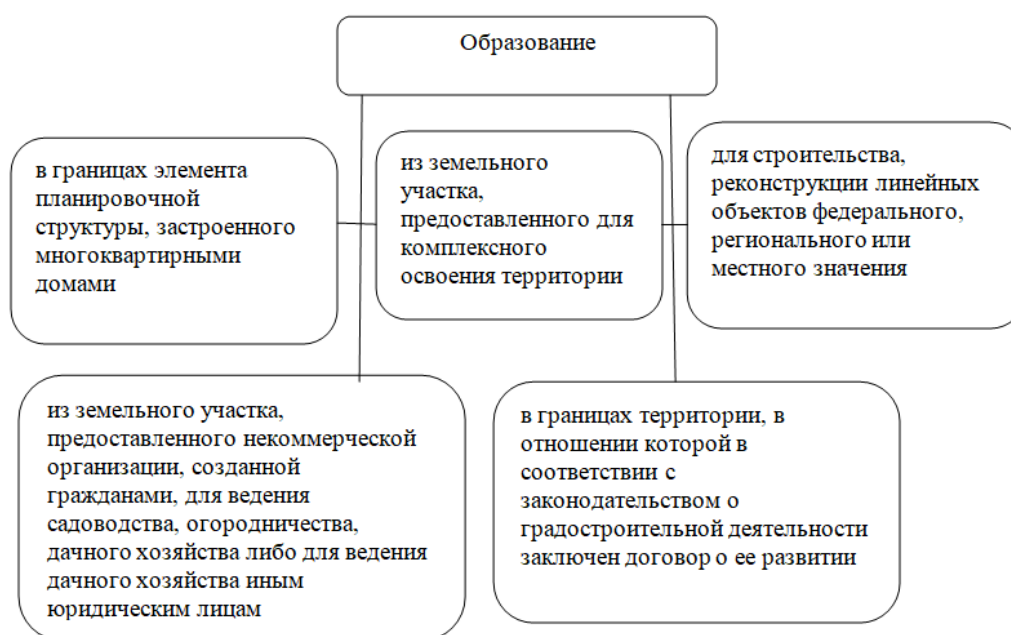 Образование
в границах элемента
планировочной
структуры, застроенного
многоквартирными
домами
из земельного
участка,
предоставленного для
комплексного
освоения территории
для строительства,
реконструкции линейных
объектов федерального,
регионального или
местного значения
из земельного участка,
предоставленного некоммерческой
организации, созданной
гражданами, для ведения
садоводства, огородничества,
дачного хозяйства либо для ведения
дачного хозяйства иным
юридическим лицам
в границах территории, в
отношении которой в
соответствии с
законодательством о
градостроительной деятельности
заключен договор о ее развитии